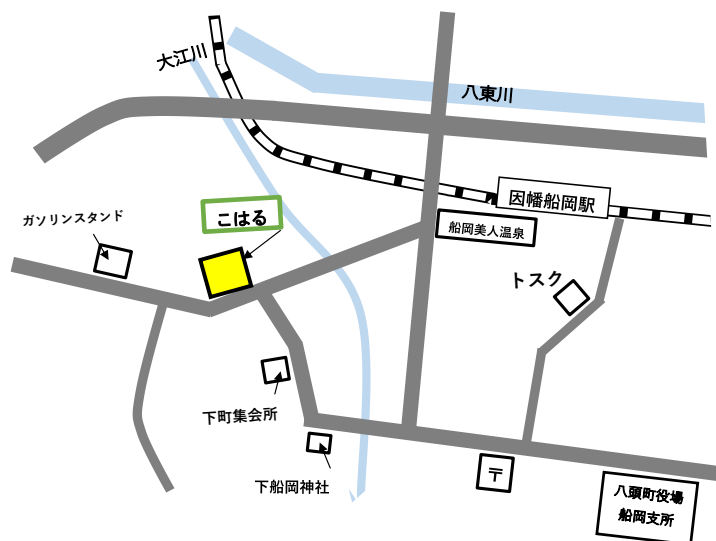 大江川
八東川
因幡船岡駅
ガソリンスタンド
こはる
船岡美人温泉
トスク
下町集会所
下船岡神社
〒
八頭町役場
船岡支所